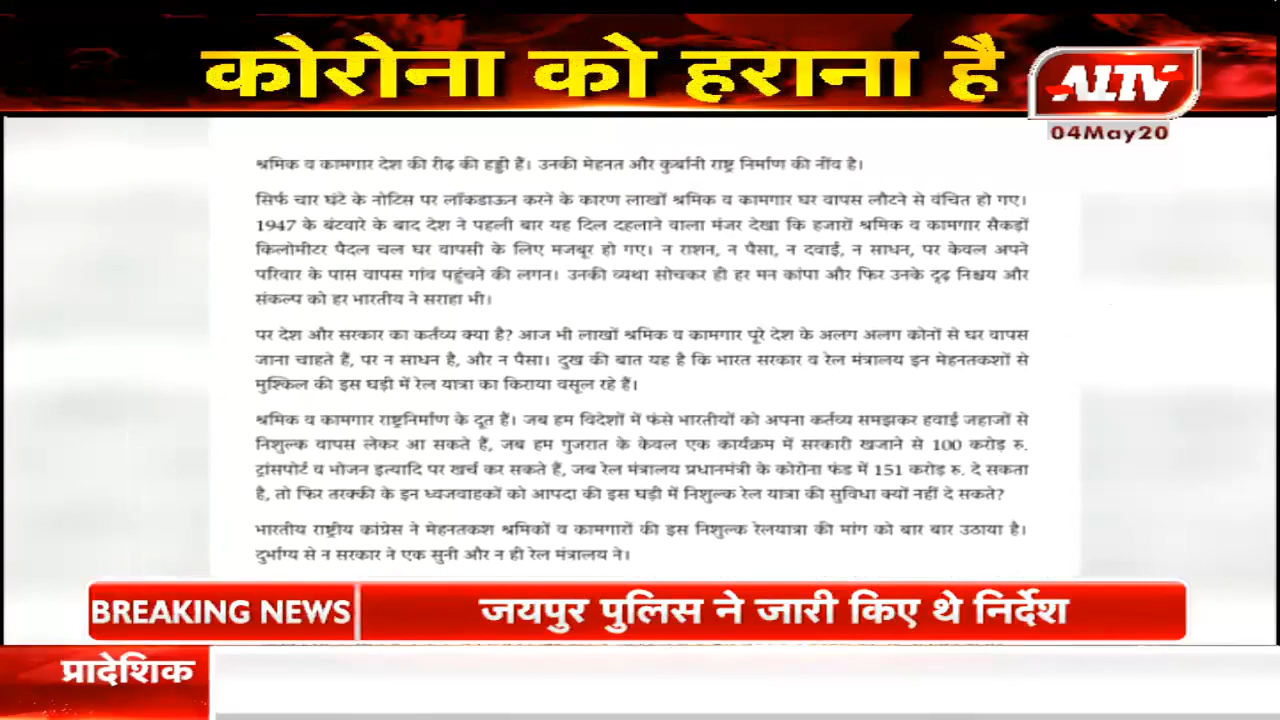 कोरोना को हराना है
ALTV
04May20
श्रमिक व कामगार देश की रीढ़ की हड्डी हैं। उनकी मेहनत और कुर्बानी राष्ट्र निर्माण की नींव है।
सिर्फ चार घंटे के नोटिस पर लॉकडाऊन करने के कारण लाखों श्रमिक व कामगार घर वापस लौटने से वंचित हो गए।
1947 के बंटवारे के बाद देश ने पहली बार यह दिल दहलाने वाला मंजर देखा कि हजारों श्रमिक व कामगार सैकड़ों
किलोमीटर पैदल चल घर वापसी के लिए मजबूर हो गए। न राशन, न पैसा, न दवाई, न साधन, पर केवल अपने
परिवार के पास वापस गांव पहुंचने की लगन। उनकी व्यथा सोचकर ही हर मन कांपा और फिर उनके दृढ़ निश्चय और
संकल्प को हर भारतीय ने सराहा भी।
पर देश और सरकार का कर्तव्य क्या है? आज भी लाखों श्रमिक व कामगार पूरे देश के अलग अलग कोनों से घर वापस
जाना चाहते हैं, पर न साधन है, और न पैसा। दुख की बात यह है कि भारत सरकार व रेल मंत्रालय इन मेहनतकशों से
मुश्किल की इस घड़ी में रेल यात्रा का किराया वसूल रहे हैं।
श्रमिक व कामगार राष्ट्रनिर्माण के दूत हैं। जब हम विदेशों में फंसे भारतीयों को अपना कर्तव्य समझकर हवाई जहाजों से
निशुल्क वापस लेकर आ सकते हैं, जब हम गुजरात के केवल एक कार्यक्रम में सरकारी खजाने से 100 करोड़ रु.
ट्रांसपोर्ट व भोजन इत्यादि पर खर्च कर सकते हैं, जब रेल मंत्रालय प्रधानमंत्री के कोरोना फंड में 151 करोड़ रु. दे सकता
है, तो फिर तरक्की के इन ध्वजवाहकों को आपदा की इस घड़ी में निशुल्क रेल यात्रा की सुविधा क्यों नहीं दे सकते?
भारतीय राष्ट्रीय कांग्रेस ने मेहनतकश श्रमिकों व कामगारों की इस निशुल्क रेलयात्रा की मांग को बार बार उठाया है।
दुर्भाग्य से न सरकार ने एक सुनी और न ही रेल मंत्रालय ने।
BREAKING NEWS
जयपुर पुलिस ने जारी किए थे निर्देश
प्रादेशिक